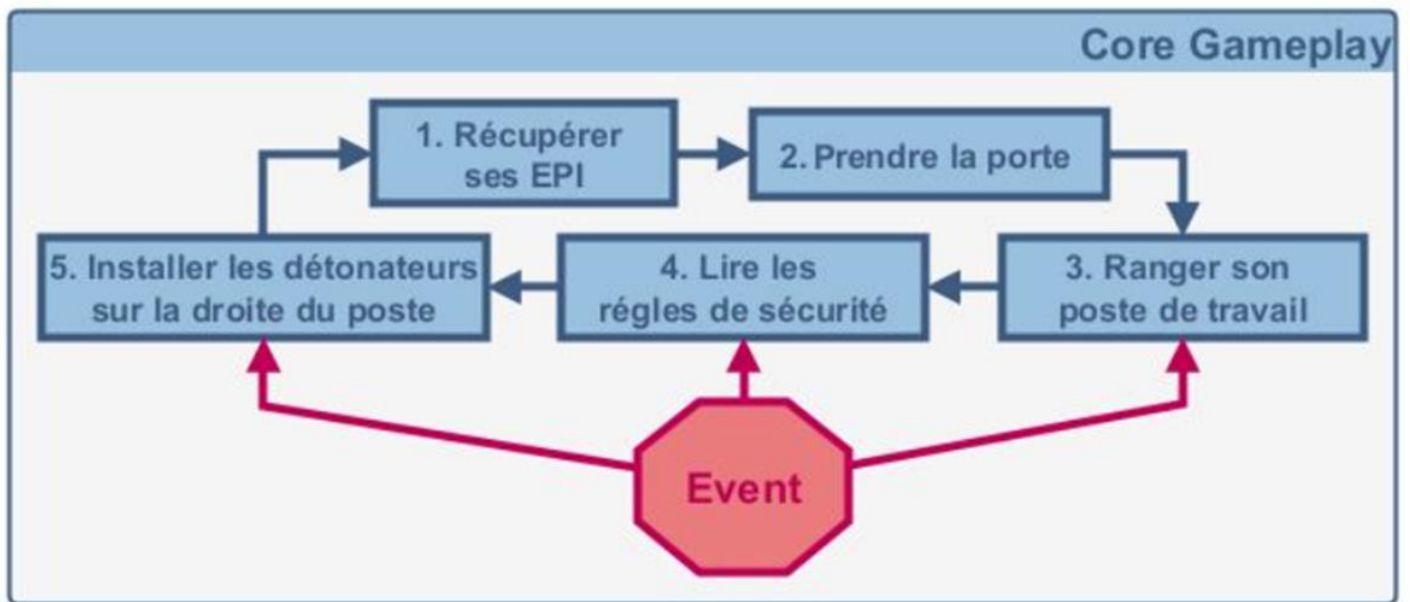 Core Gameplay
1. Récupérer
ses EPI
2. Prendre la porte
3. Ranger son
poste de travail
4. Lire les
régles de sécurité
5. Installer les détonateurs
sur la droite du poste
Event